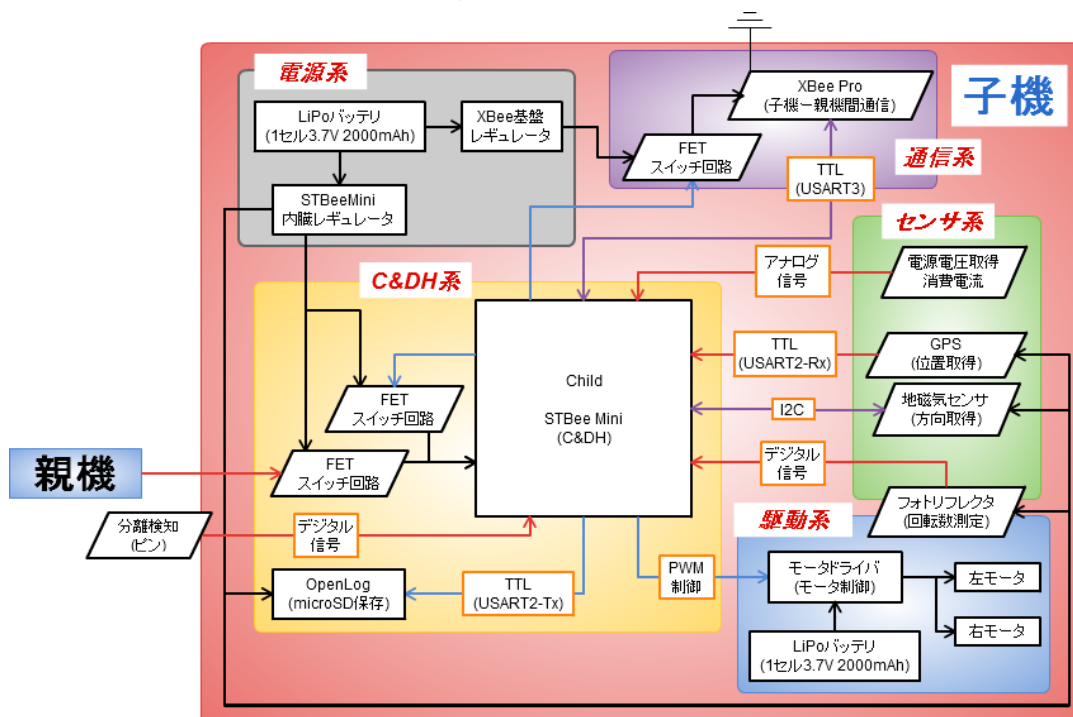 子機
電源系
LiPoバッテリ
(1セル3.7V 2000mAh)
XBee基盤
レギュレータ
STBeeMini
内臓レギュレータ
XBee Pro
(子機ー親機間通信)
FET
スイッチ回路
通信系
TTL
(USART3)
センサ系
アナログ
信号
電源電圧取得
消費電流
C&DH系
TTL
(USART2-Rx)
GPS
(位置取得)
Child
STBee Mini
(C&DH)
FET
スイッチ回路
I2C
地磁気センサ
(方向取得)
親機
FET
スイッチ回路
デジタル
信号
フォトリフレクタ
(回転数測定)
分離検知
(ピン)
デジタル
信号
駆動系
OpenLog
(microSD保存)
TTL
(USART2-Tx)
PWM
制御
モータドライバ
(モータ制御)
左モータ
右モータ
LiPoバッテリ
(1セル3.7V 2000mAh)